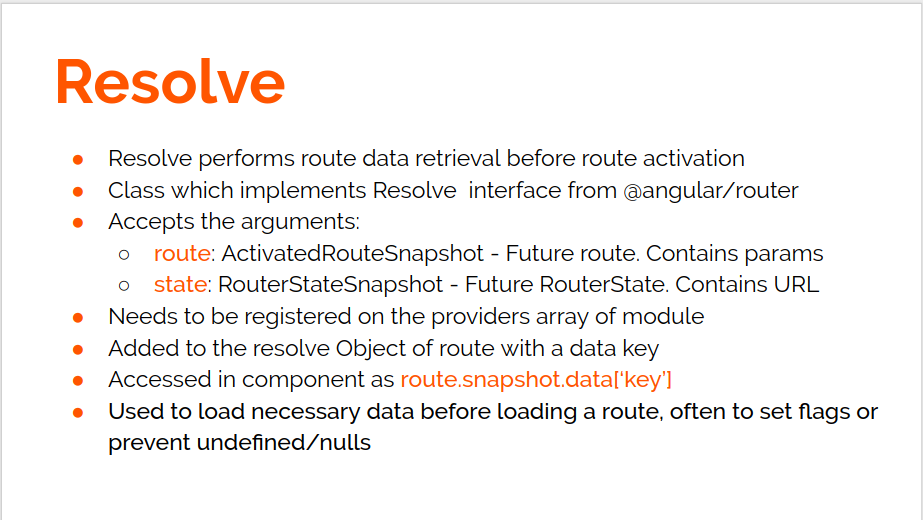 Resolve
● Resolve performs route data retrieval before route activation
● Class which implements Resolve  interface from @angular/router
● Accepts the arguments:
○ route: ActivatedRouteSnapshot - Future route. Contains params
○ state: RouterStateSnapshot - Future RouterState. Contains URL
● Needs to be registered on the providers array of module
● Added to the resolve Object of route with a data key
● Accessed in component as route.snapshot.data[‘key’]
● Used to load necessary data before loading a route, often to set flags or
prevent undefined/nulls